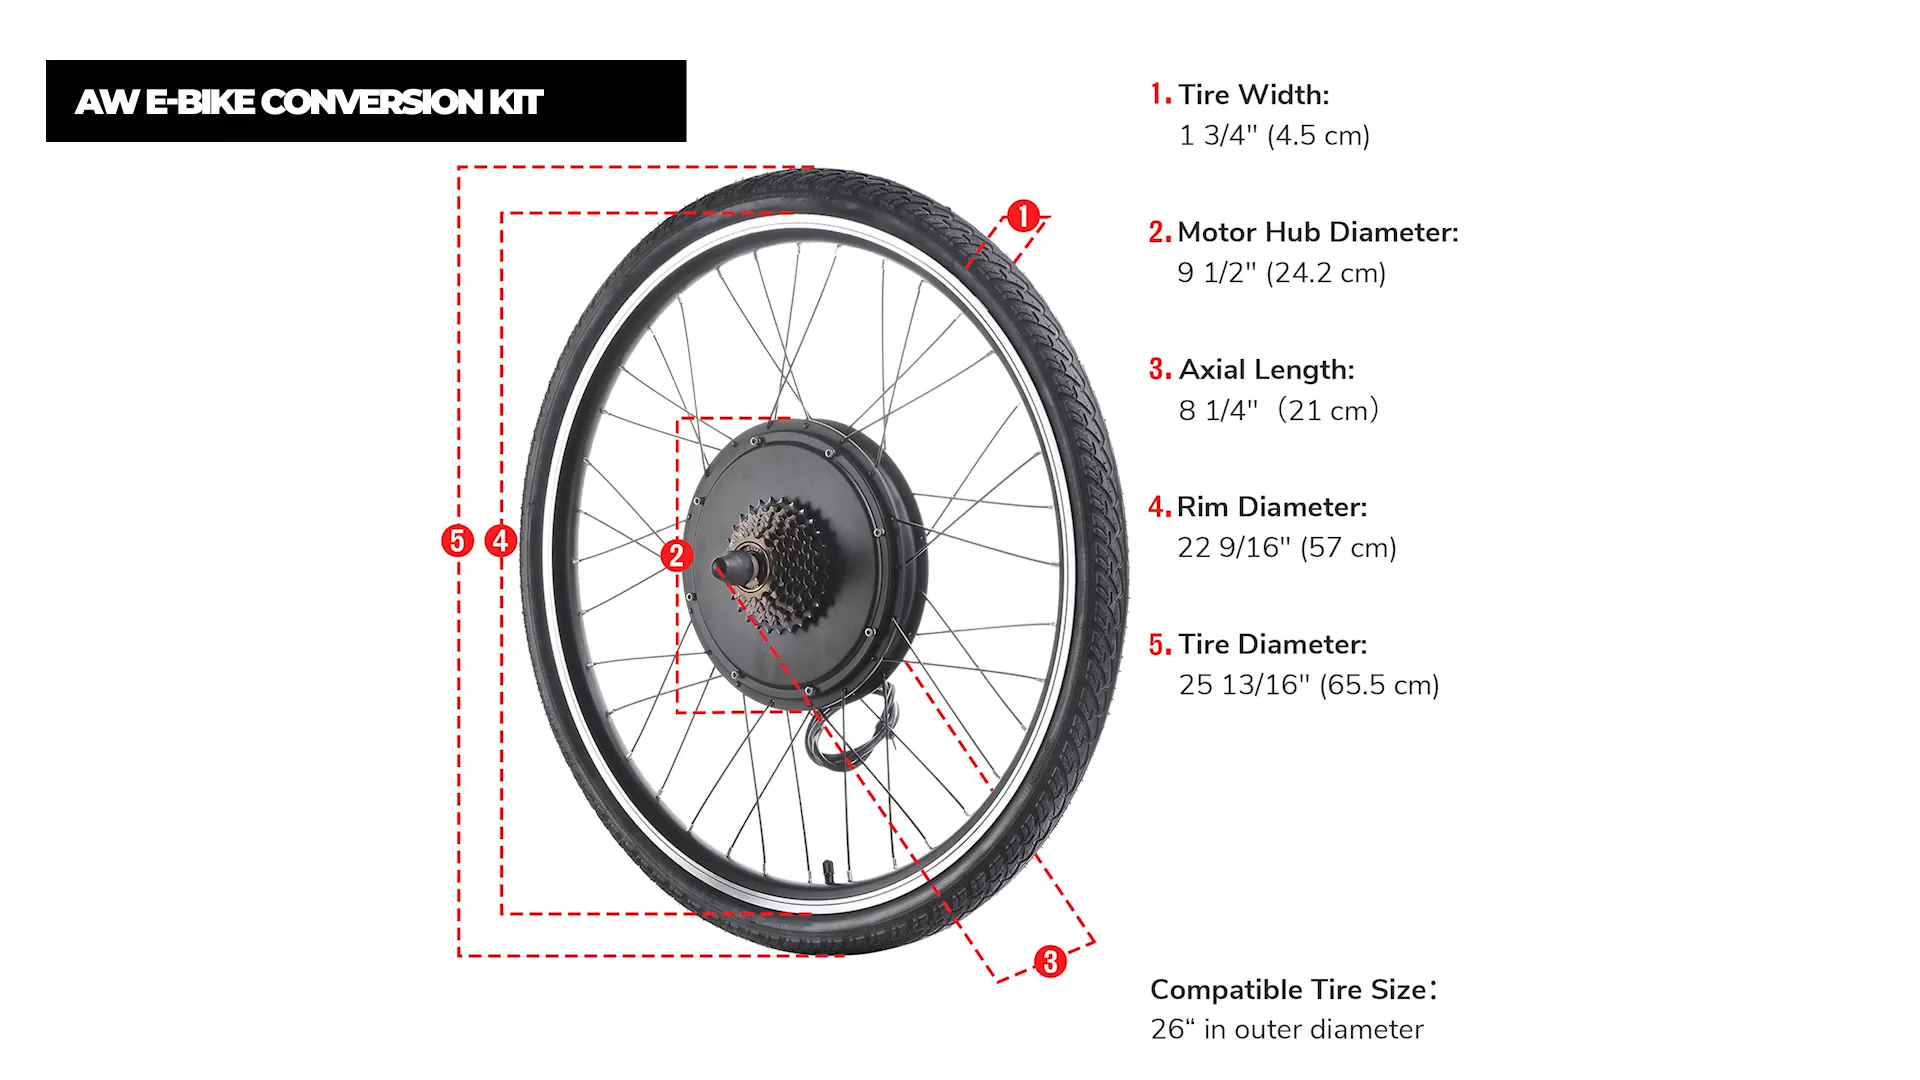 AW E-BIKE CONVERSION KIT
1. Tire Width:
1 3/4" (4.5 cm)
2. Motor Hub Diameter:
9 1/2" (24.2 cm)
3. Axial Length:
8 1/4"（21 cm）
4. Rim Diameter:
22 9/16" (57 cm)
5. Tire Diameter:
25 13/16" (65.5 cm)
1
5
4
2
3
Compatible Tire Size：
26“ in outer diameter